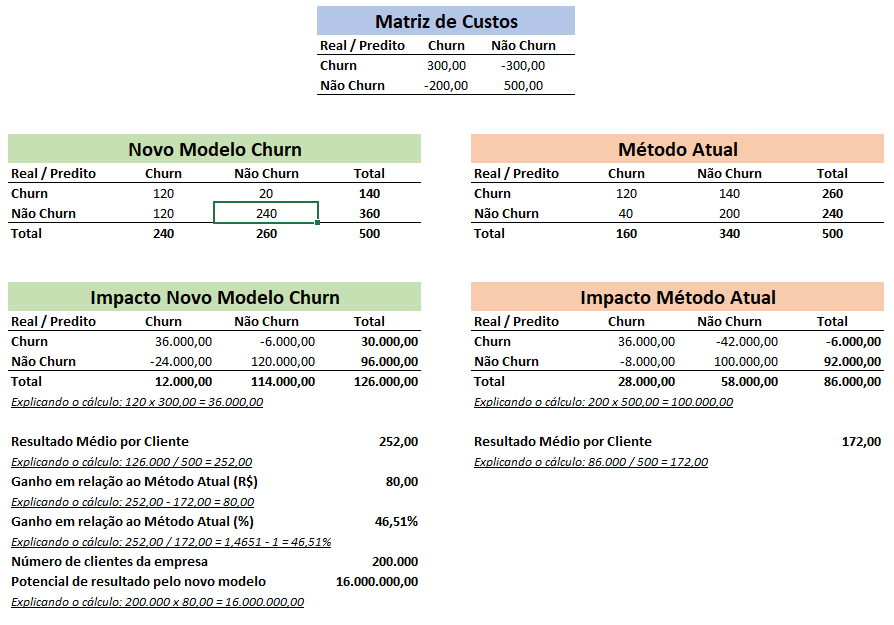 Matriz de Custos
Real / Predito Churn Não Churn
Churn 300,00 -300,00
Não Churn -200,00 500,00
Novo Modelo Churn
Real / Predito Churn Não Churn Total
Churn 120 20 140
Não Churn 120 240 360
Total 240 260 500
Método Atual
Real / Predito Churn Não Churn Total
Churn 120 140 260
Não Churn 40 200 240
Total 160 340 500
Impacto Novo Modelo Churn
Real / Predito Churn Não Churn Total
Churn 36.000,00 -6.000,00 30.000,00
Não Churn -24.000,00 120.000,00 96.000,00
Total 12.000,00 114.000,00 126.000,00
Explicando o cálculo: 120 x 300,00 = 36.000,00
Resultado Médio por Cliente 252,00
Explicando o cálculo: 126.000 / 500 = 252,00
Ganho em relação ao Método Atual (R$) 80,00
Explicando o cálculo: 252,00 - 172,00 = 80,00
Ganho em relação ao Método Atual (%) 46,51%
Explicando o cálculo: 252,00 / 172,00 = 1,4651 - 1 = 46,51%
Número de clientes da empresa 200.000
Potencial de resultado pelo novo modelo 16.000.000,00
Explicando o cálculo: 200.000 x 80,00 = 16.000.000,00
Impacto Método Atual
Real / Predito Churn Não Churn Total
Churn 36.000,00 -42.000,00 -6.000,00
Não Churn -8.000,00 100.000,00 92.000,00
Total 28.000,00 58.000,00 86.000,00
Explicando o cálculo: 200 x 500,00 = 100.000,00
Resultado Médio por Cliente 172,00
Explicando o cálculo: 86.000 / 500 = 172,00